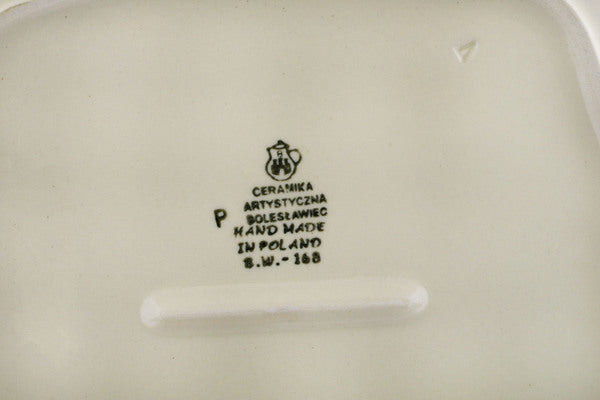 CERAMIKA
ARTYSTYCZNA
P BOLESŁAWIEC
HAND MADE
IN POLAND
B.W.-168